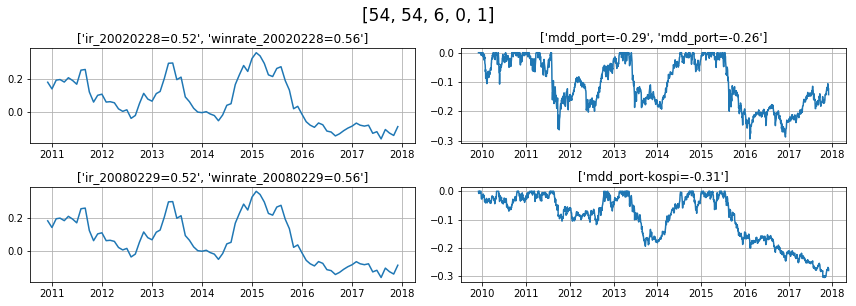 [54, 54, 6, 0, 1]
['ir_20020228=0.52', 'winrate_20020228=0.56']
0.2
0.0
2011 2012 2013 2014 2015 2016 2017 2018
['mdd_port=-0.29', 'mdd_port=-0.26']
0.0
−0.1
−0.2
−0.3
2010 2011 2012 2013 2014 2015 2016 2017 2018
['ir_20080229=0.52', 'winrate_20080229=0.56']
0.2
0.0
2011 2012 2013 2014 2015 2016 2017 2018
['mdd_port-kospi=-0.31']
0.0
−0.1
−0.2
−0.3
2010 2011 2012 2013 2014 2015 2016 2017 2018